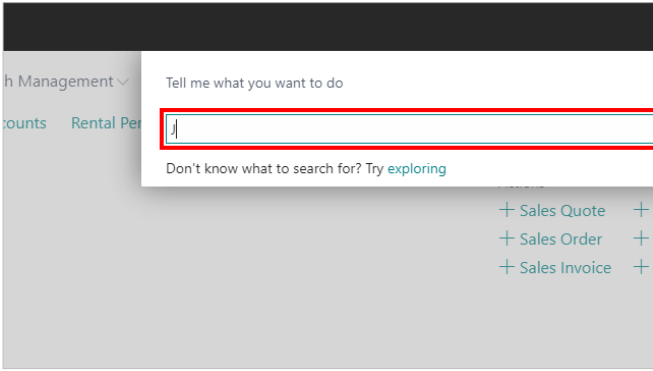 h Management
Tell me what you want to do
counts Rental Per
J
Don't know what to search for? Try exploring
+ Sales Quote +
+ Sales Order +
+ Sales Invoice +